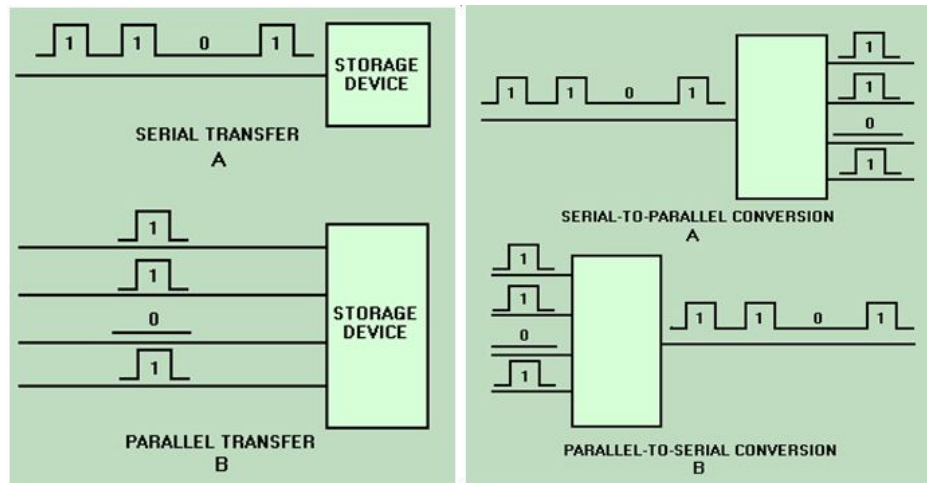 1 1 0 1
STORAGE
DEVICE
SERIAL TRANSFER
A
1
1
0
1
STORAGE
DEVICE
PARALLEL TRANSFER
B
1 1 0 1
1
1
0
1
SERIAL-TO-PARALLEL CONVERSION
A
1
1
0
1
1 1 0 1
PARALLEL-TO-SERIAL CONVERSION
B